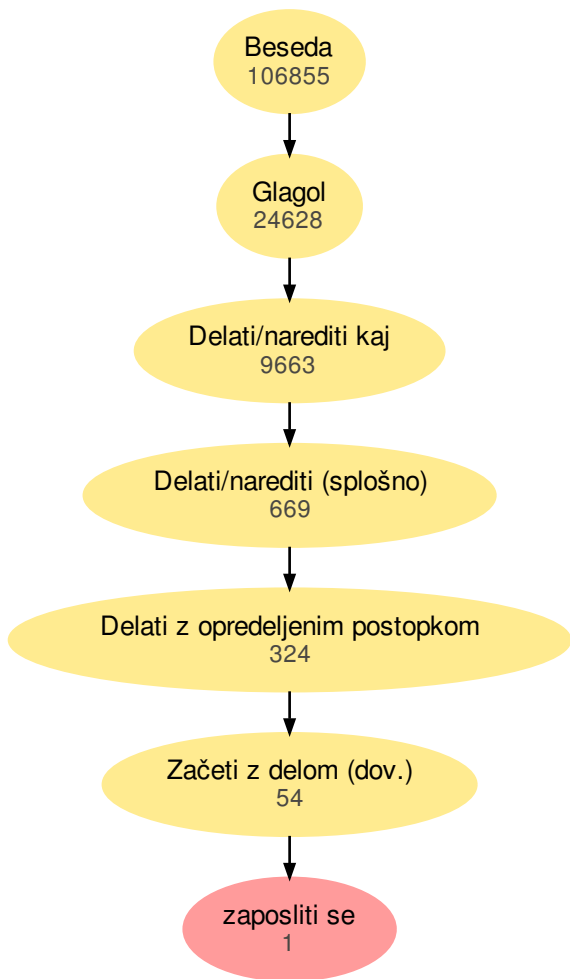 Beseda
106855
Glagol
24628
Delati/narediti kaj
9663
Delati/narediti (splošno)
669
Delati z opredeljenim postopkom
324
Začeti z delom (dov.)
54
zaposliti se
1